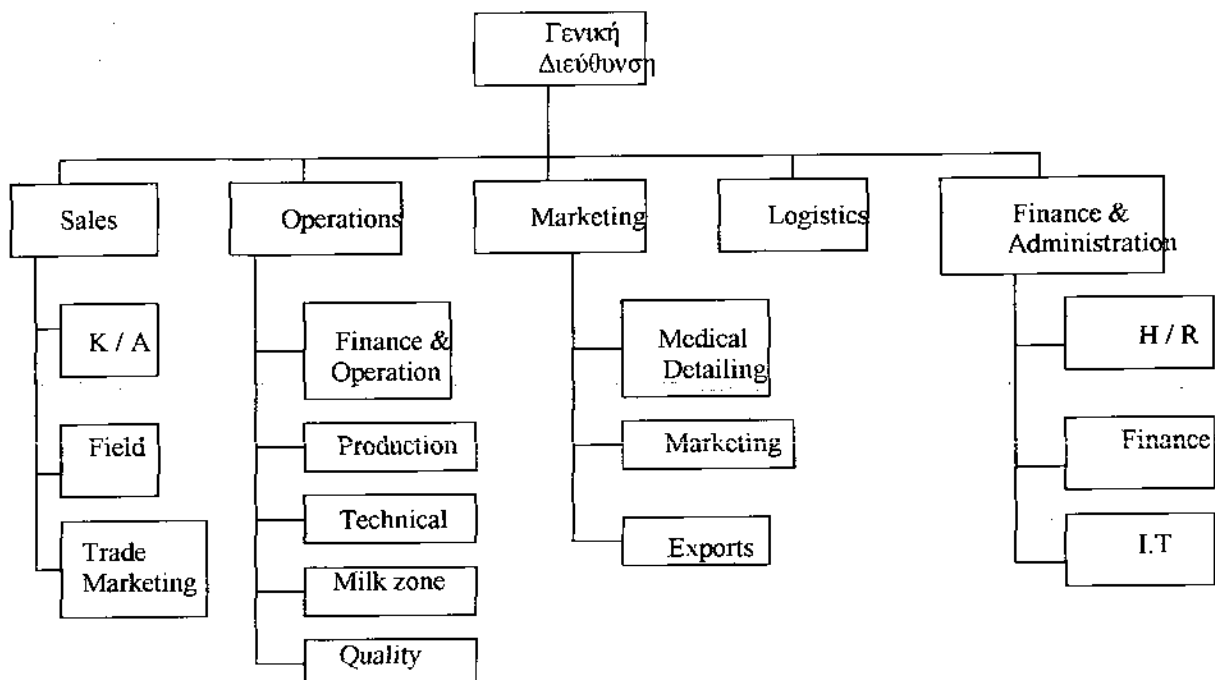 Γενική
Διεύθυνση
Sales
Operations
Marketing
Logistics
Finance &
Administration
K / A
Field
Trade
Marketing
Finance &
Operation
Production
Technical
Milk zone
Quality
Medical
Detailing
Marketing
Exports
H / R
Finance
I.T